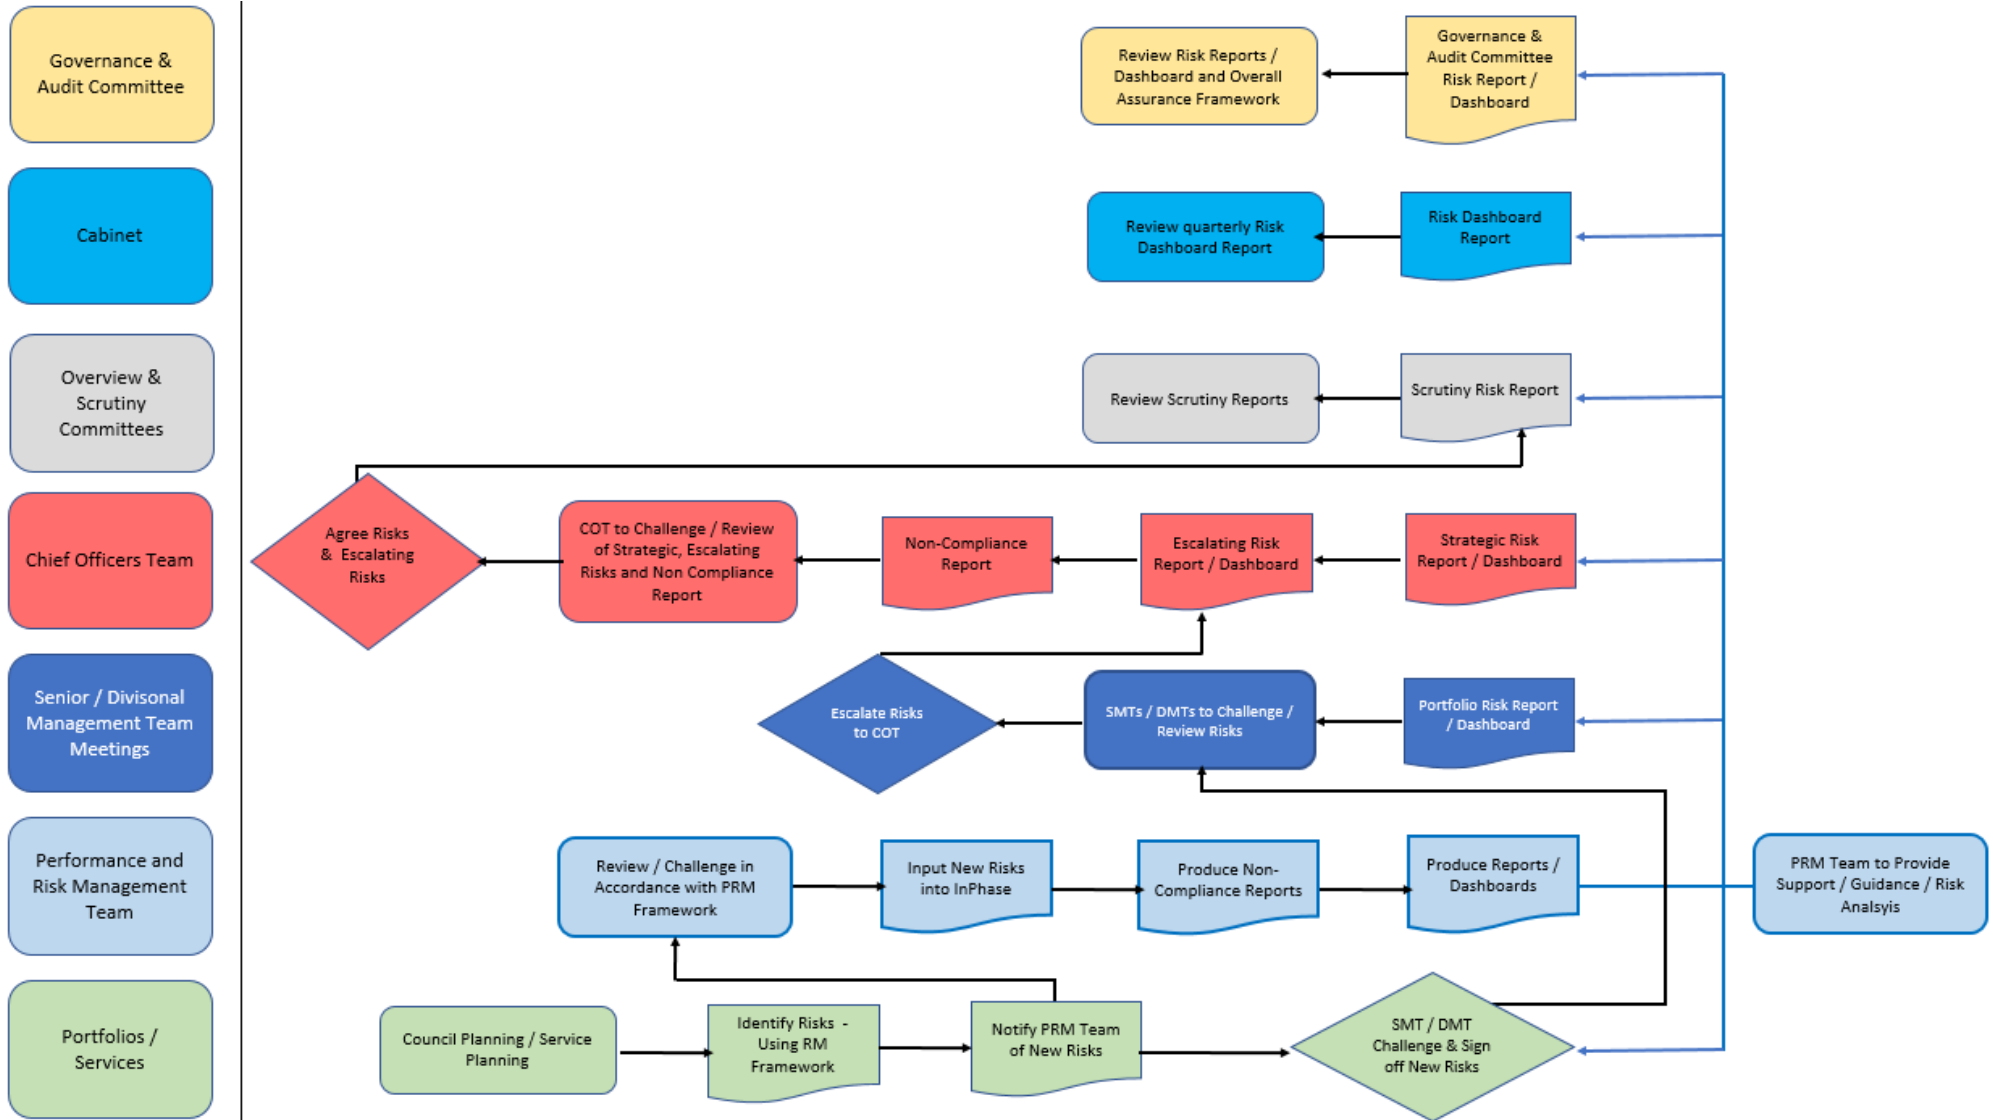 Governance &
Audit Committee
Review Risk Reports /
Dashboard and Overall
Assurance Framework
Governance &
Audit Committee
Risk Report /
Dashboard
Cabinet
Review quarterly Risk
Dashboard Report
Risk Dashboard
Report
Overview &
Scrutiny
Committees
Review Scrutiny Reports
Scrutiny Risk Report
Chief Officers Team
Agree Risks
& Escalating
Risks
COT to Challenge / Review
of Strategic, Escalating
Risks and Non Compliance
Report
Non-Compliance
Report
Escalating Risk
Report / Dashboard
Strategic Risk
Report / Dashboard
Senior / Divisonal
Management Team
Meetings
Escalate Risks
to COT
SMTs / DMTs to Challenge /
Review Risks
Portfolio Risk Report
/ Dashboard
Performance and
Risk Management
Team
Review / Challenge in
Accordance with PRM
Framework
Input New Risks
into InPhase
Produce Non-
Compliance Reports
Produce Reports /
Dashboards
PRM Team to Provide
Support / Guidance / Risk
Analsyis
Portfolios /
Services
Council Planning / Service
Planning
Identify Risks -
Using RM
Framework
Notify PRM Team
of New Risks
SMT / DMT
Challenge & Sign
off New Risks